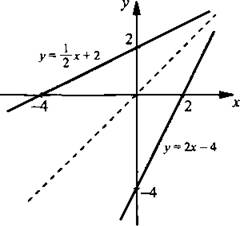 y
y = 1/2 x + 2
2
-4
2
x
y = 2x - 4
-4